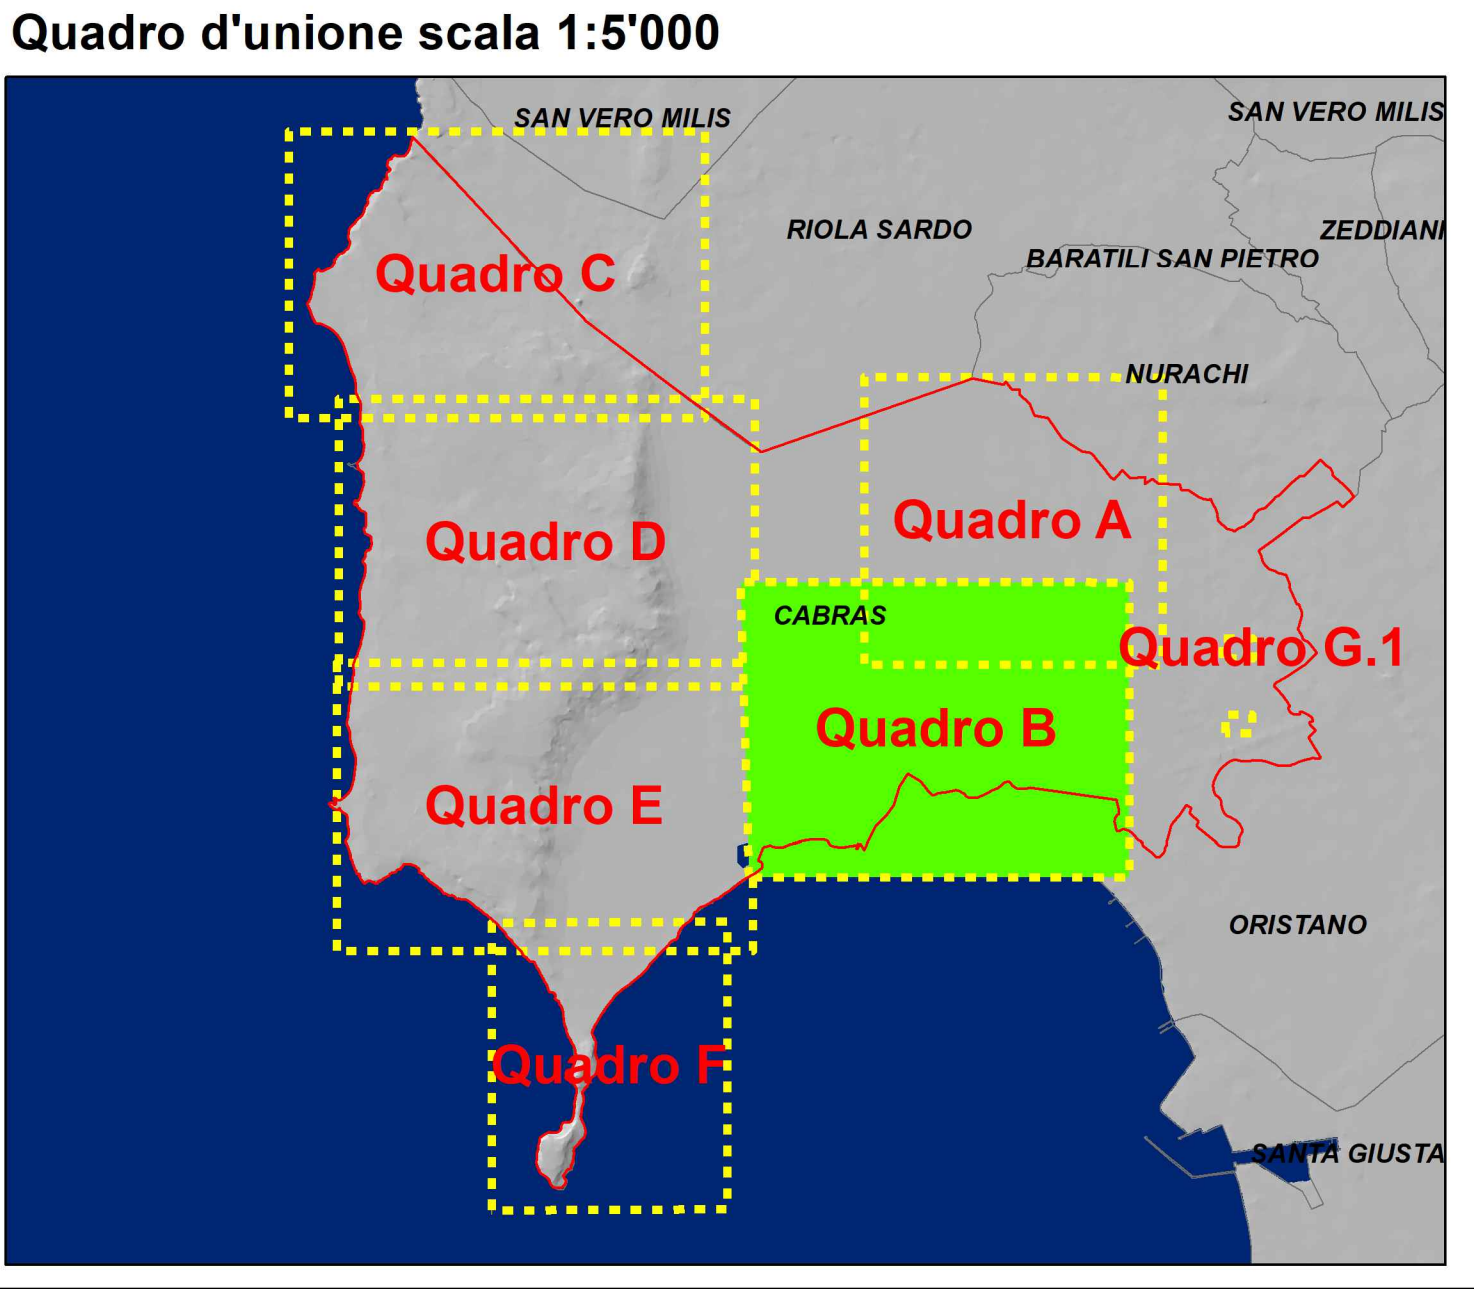 Quadro d'unione scala 1:5'000
SAN VERO MILIS
SAN VERO MILIS
RIOLA SARDO
ZEDDIANI
BARATILI SAN PIETRO
Quadro C
NURACHI
Quadro A
Quadro D
CABRAS
Quadro G.1
Quadro B
Quadro E
ORISTANO
Quadro F
SANTA GIUSTA